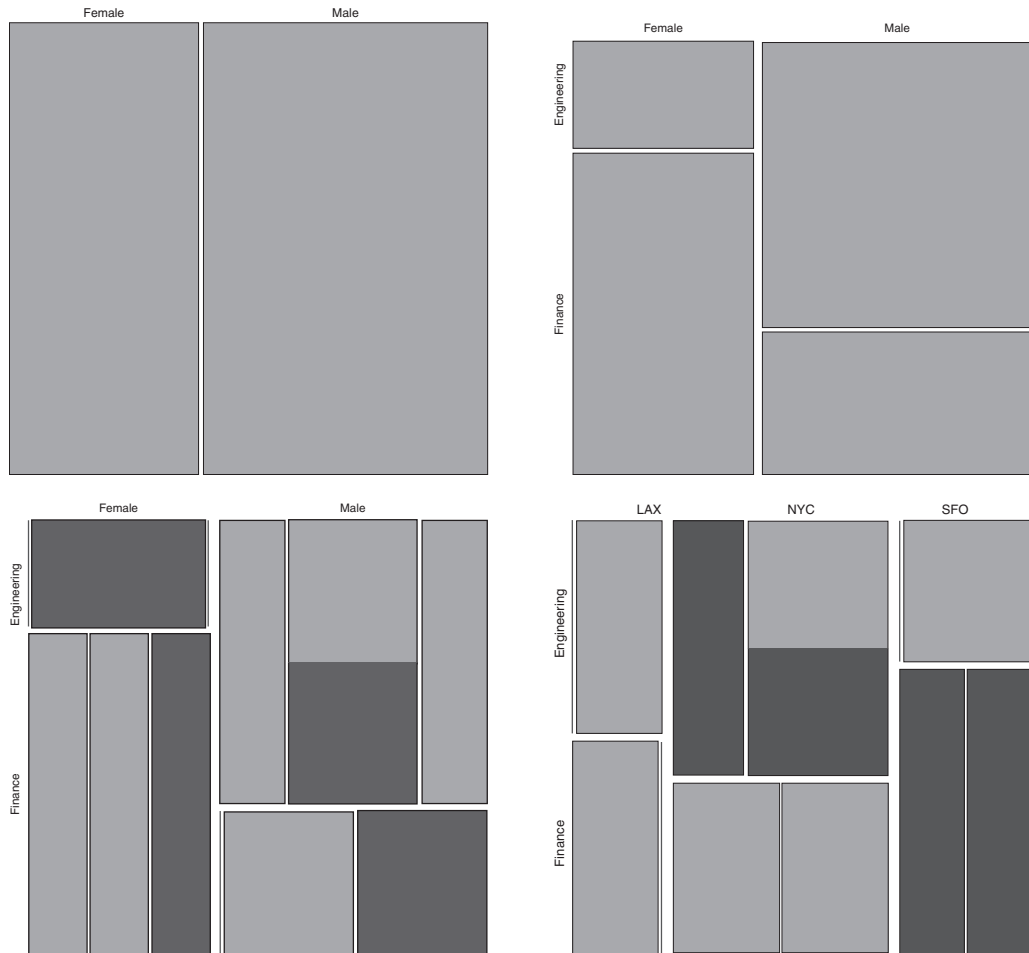 Female Male
Female Male
Engineering
Finance
Female Male
Engineering
Finance
LAX NYC SFO
Engineering
Finance